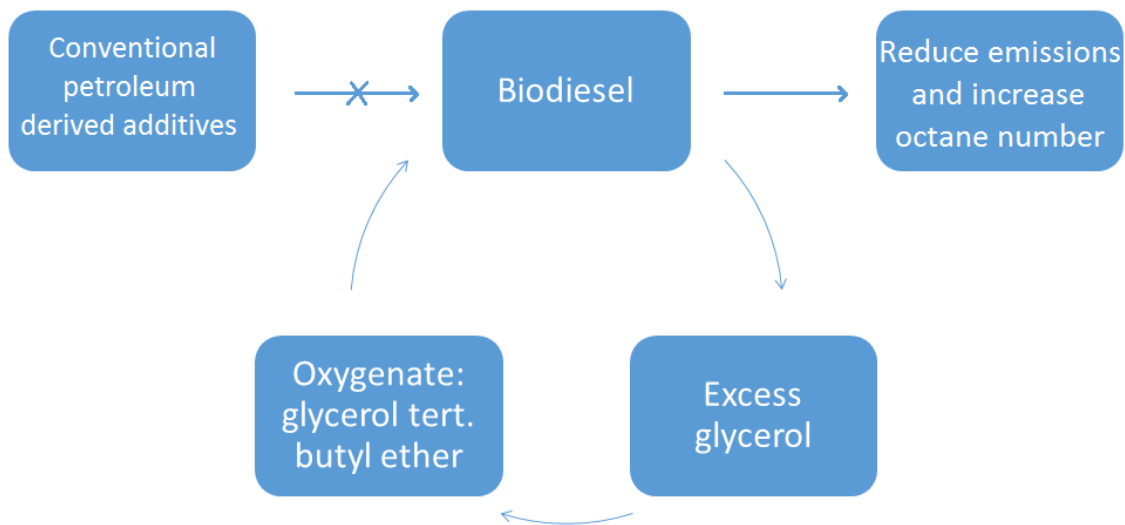 Conventional
petroleum
derived additives
Biodiesel
Reduce emissions
and increase
octane number
Oxygenate:
glycerol tert.
butyl ether
Excess
glycerol